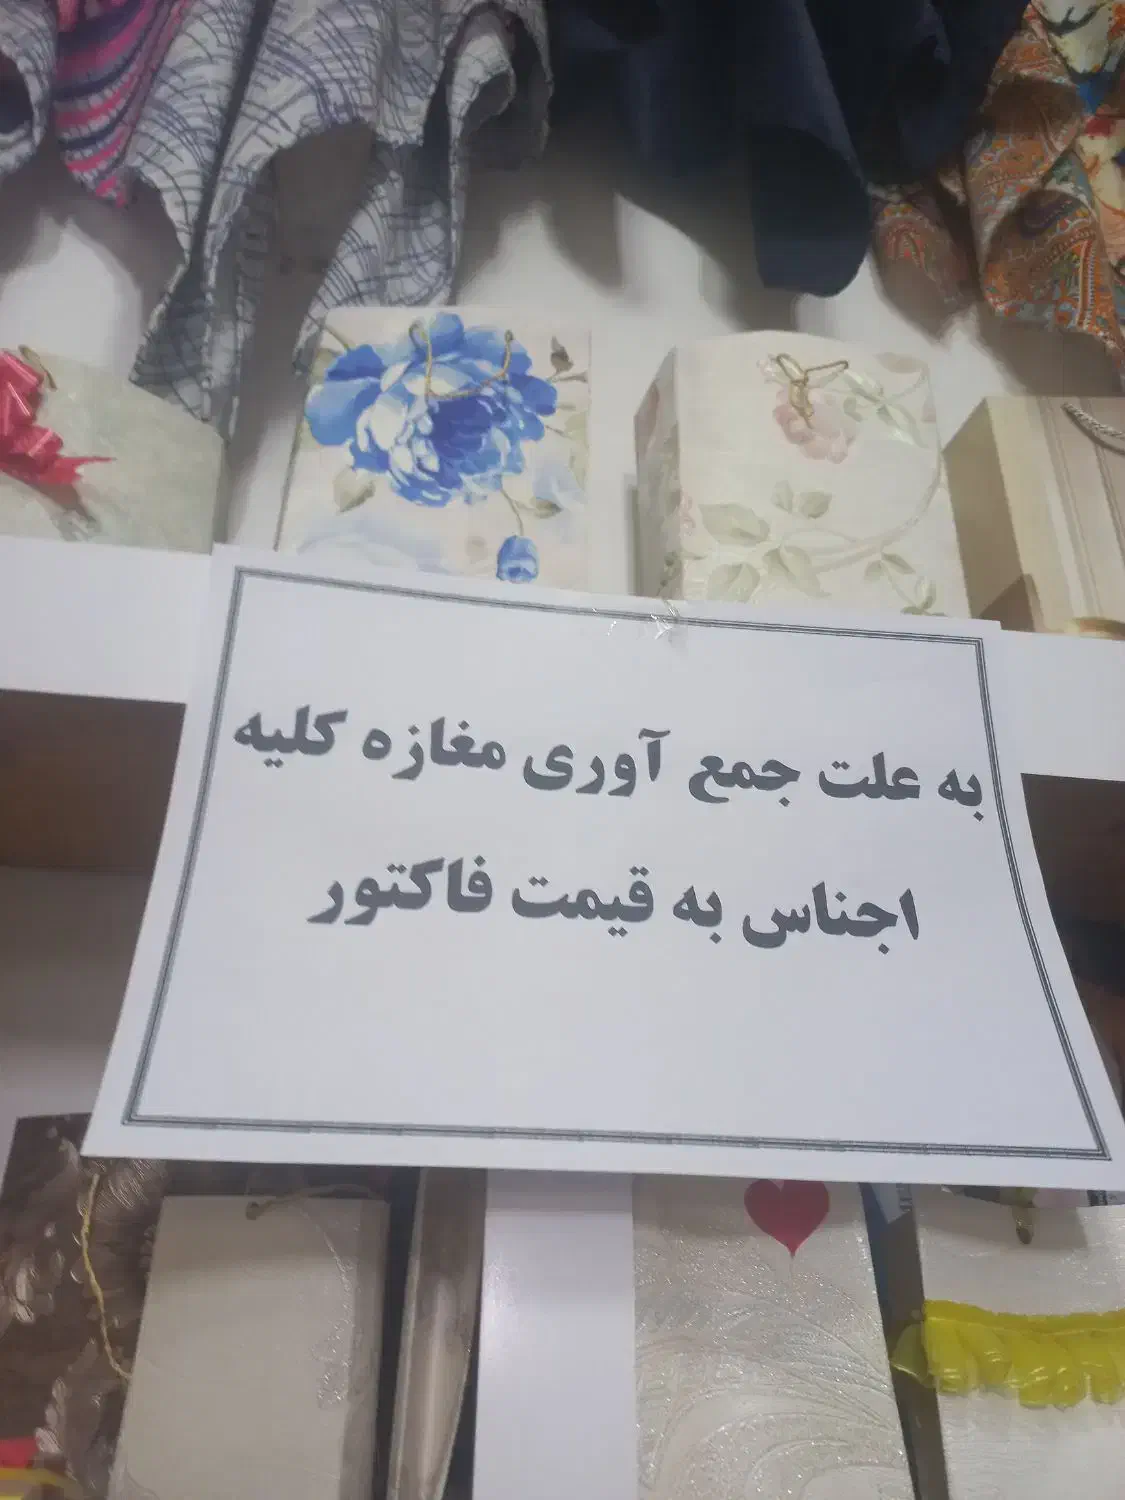 به علت جمع آوری مغازه کلیه
اجناس به قیمت فاکتور